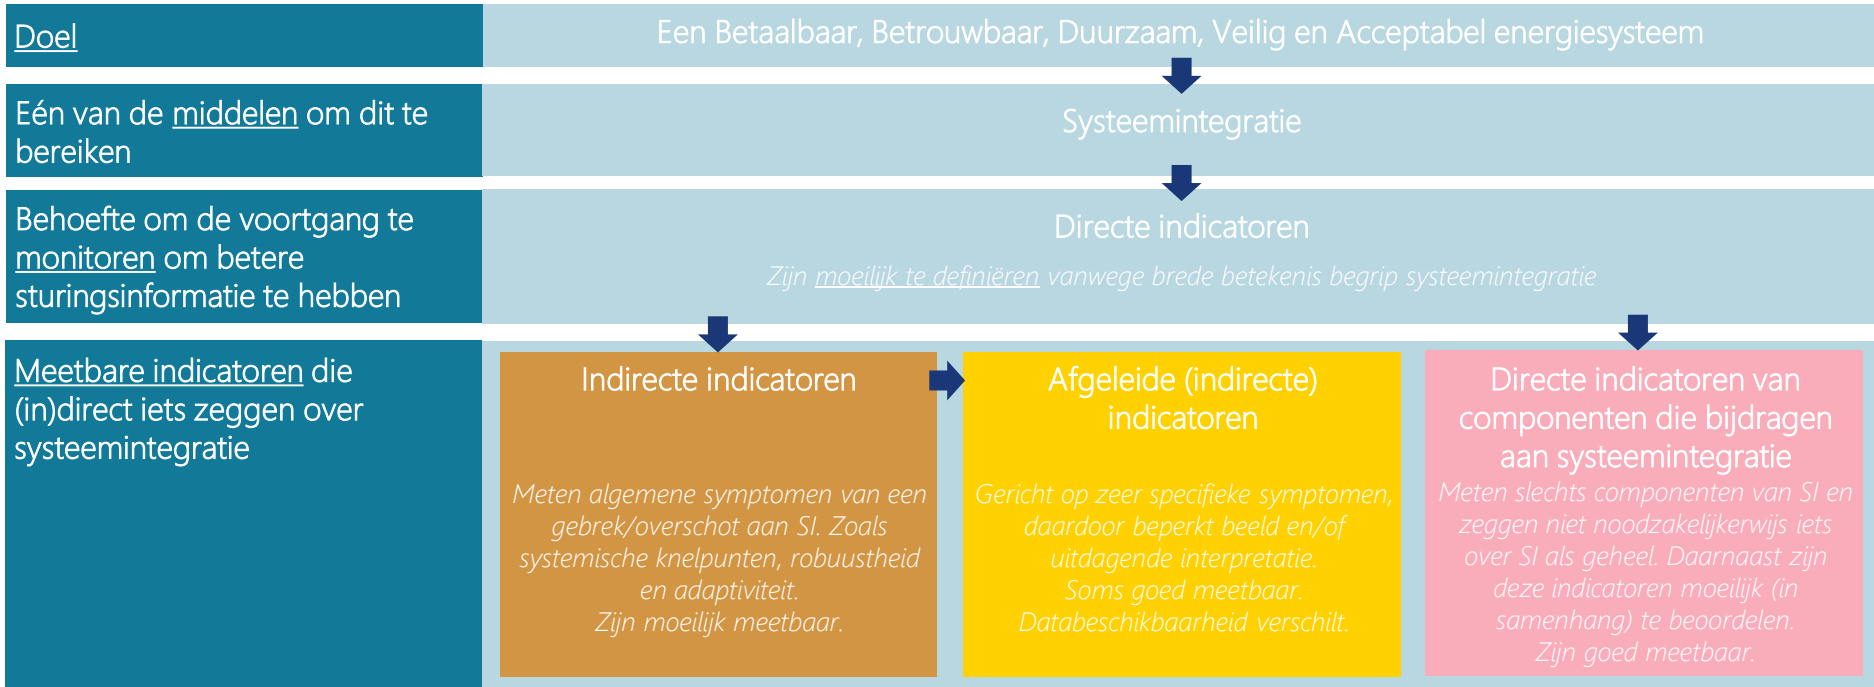 Doel
Een Betaalbaar, Betrouwbaar, Duurzaam, Veilig en Acceptabel energiesysteem
Eén van de middelen om dit te
bereiken
Systeemintegratie
Behoefte om de voortgang te
monitoren om betere
sturingsinformatie te hebben
Directe indicatoren
Zijn moeilijk te definiëren vanwege brede betekenis begrip systeemintegratie
Meetbare indicatoren die
(in)direct iets zeggen over
systeemintegratie
Indirecte indicatoren
Meten algemene symptomen van een
gebrek/overschot aan SI. Zoals
systemische knelpunten, robuustheid
en adaptiviteit.
Zijn moeilijk meetbaar.
Afgeleide (indirecte)
indicatoren
Gericht op zeer specifieke symptomen,
daardoor beperkt beeld en/of
uitdagende interpretatie.
Soms goed meetbaar.
Databeschikbaarheid verschilt.
Directe indicatoren van
componenten die bijdragen
aan systeemintegratie
Meten slechts componenten van SI en
zeggen niet noodzakelijkerwijs iets
over SI als geheel. Daarnaast zijn
deze indicatoren moeilijk (in
samenhang) te beoordelen.
Zijn goed meetbaar.